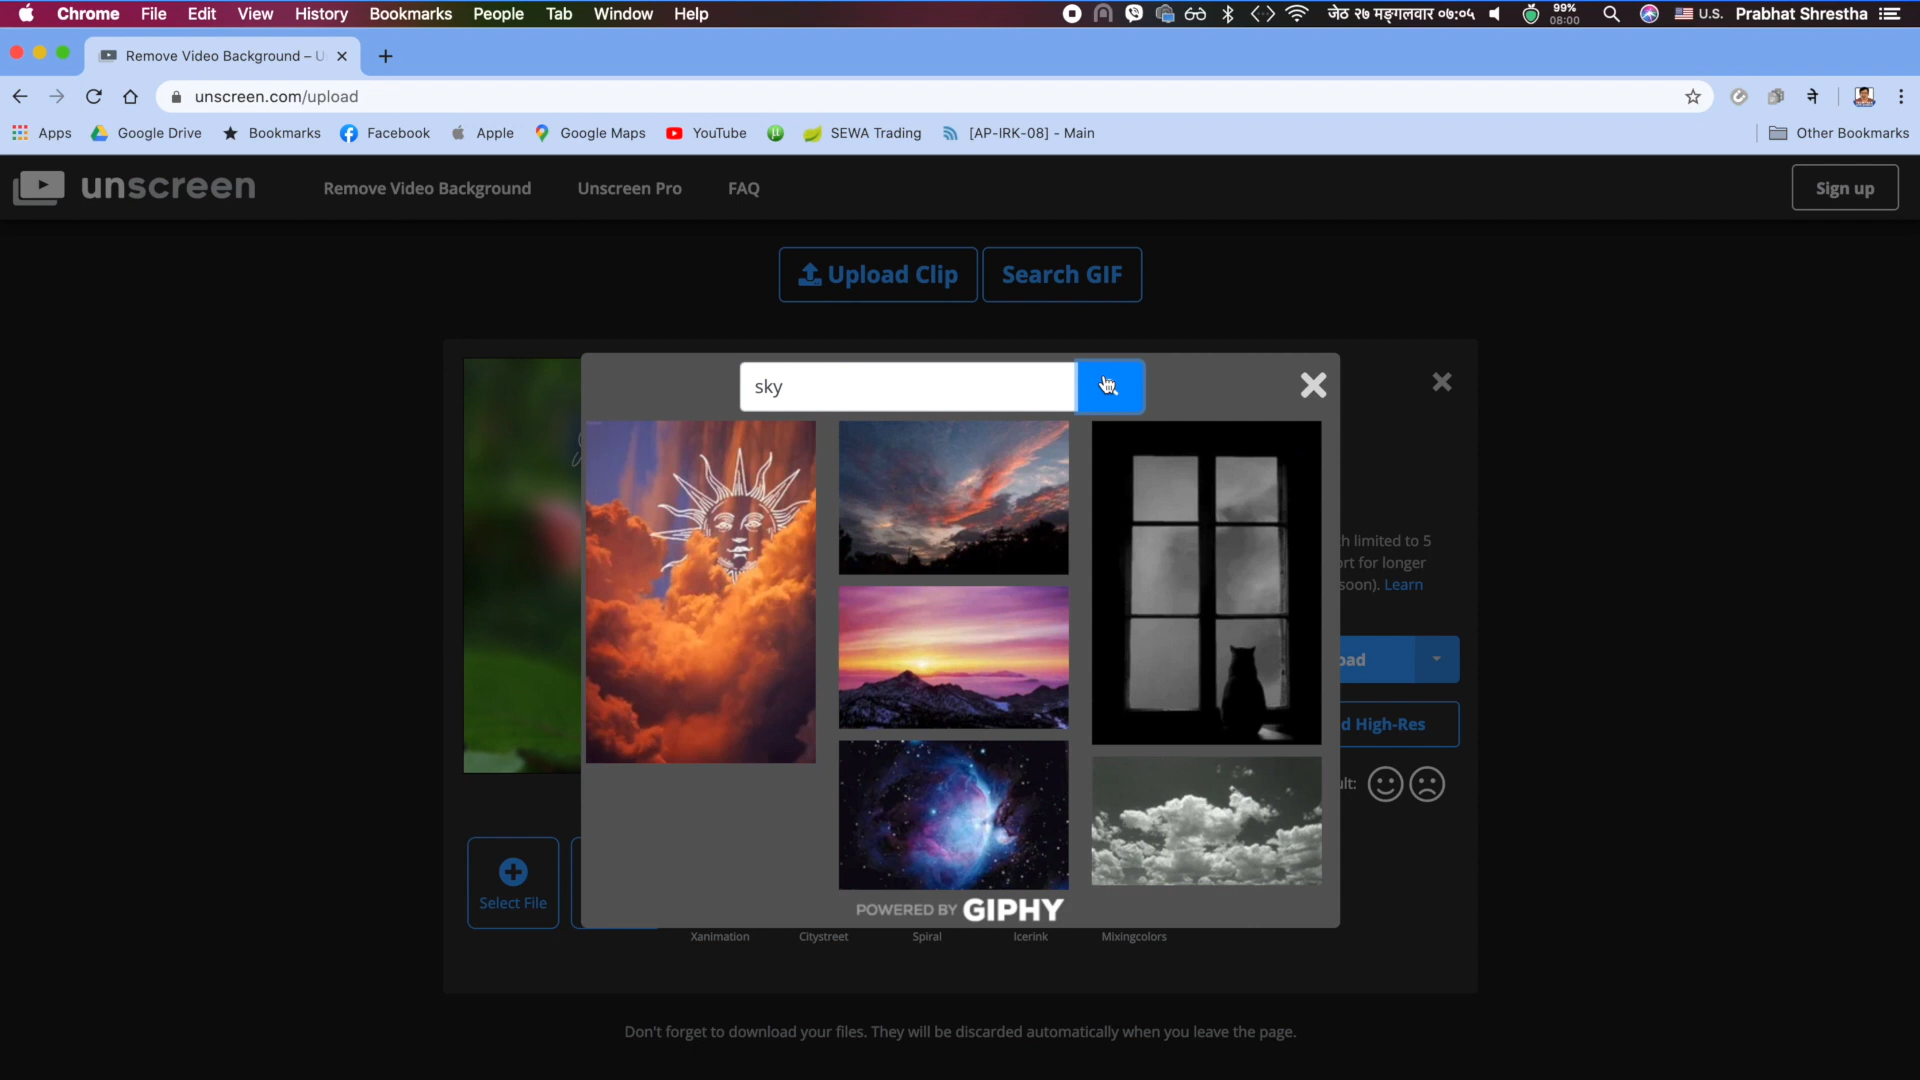 Chrome File Edit View History Bookmarks People Tab Window Help 99% 08:00 जेठ २७ मङ्गलवार ०७:०५ U.S. Prabhat Shrestha
Remove Video Background – U
unscreen.com/upload
Apps Google Drive Bookmarks Facebook Apple Google Maps YouTube SEWA Trading [AP-IRK-08] - Main Other Bookmarks
unscreen Remove Video Background Unscreen Pro FAQ Sign up
Upload Clip Search GIF
sky
h limited to 5
rt for longer
soon). Learn
oad
d High-Res
ult:
Select File
POWERED BY GIPHY
Xanimation Citystreet Spiral Icerink Mixingcolors
Don't forget to download your files. They will be discarded automatically when you leave the page.